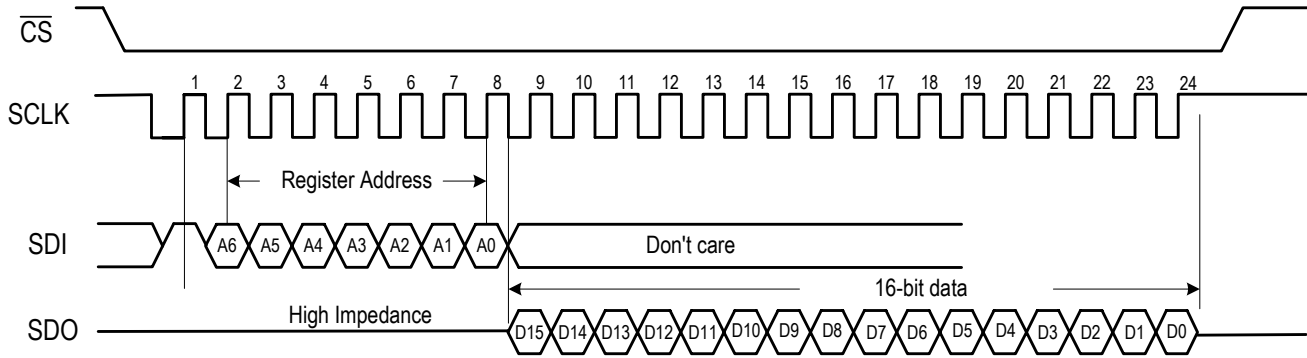 CS
SCLK
1 2 3 4 5 6 7 8 9 10 11 12 13 14 15 16 17 18 19 20 21 22 23 24
Register Address
SDI
A6 A5 A4 A3 A2 A1 A0
Don't care
16-bit data
High Impedance
SDO
D15 D14 D13 D12 D11 D10 D9 D8 D7 D6 D5 D4 D3 D2 D1 D0